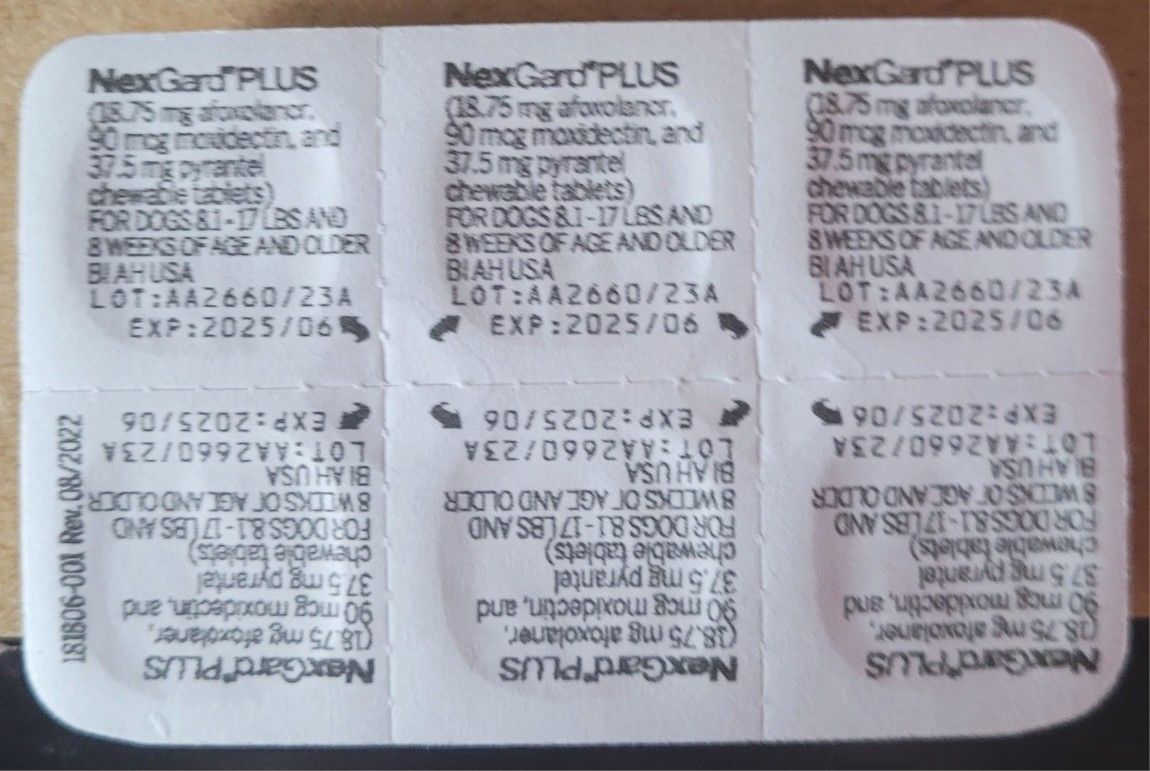 NexGard® PLUS
(18.75 mg afoxolaner,
90 mcg moxidectin, and
37.5 mg pyrantel
chewable tablets)
FOR DOGS 8.1 - 17 LBS AND
8 WEEKS OF AGE AND OLDER
BI AH USA
LOT:AA2660/23A
EXP:2025/06
NexGard® PLUS
(18.75 mg afoxolaner,
90 mcg moxidectin, and
37.5 mg pyrantel
chewable tablets)
FOR DOGS 8.1 - 17 LBS AND
8 WEEKS OF AGE AND OLDER
BI AH USA
LOT:AA2660/23A
EXP:2025/06
NexGard® PLUS
(18.75 mg afoxolaner,
90 mcg moxidectin, and
37.5 mg pyrantel
chewable tablets)
FOR DOGS 8.1 - 17 LBS AND
8 WEEKS OF AGE AND OLDER
BI AH USA
LOT:AA2660/23A
EXP:2025/06
181806-001 Rev. 08/2022
NexGard® PLUS
(18.75 mg afoxolaner,
90 mcg moxidectin, and
37.5 mg pyrantel
chewable tablets)
FOR DOGS 8.1 - 17 LBS AND
8 WEEKS OF AGE AND OLDER
BI AH USA
LOT:AA2660/23A
EXP:2025/06
NexGard® PLUS
(18.75 mg afoxolaner,
90 mcg moxidectin, and
37.5 mg pyrantel
chewable tablets)
FOR DOGS 8.1 - 17 LBS AND
8 WEEKS OF AGE AND OLDER
BI AH USA
LOT:AA2660/23A
EXP:2025/06
NexGard® PLUS
(18.75 mg afoxolaner,
90 mcg moxidectin, and
37.5 mg pyrantel
chewable tablets)
FOR DOGS 8.1 - 17 LBS AND
8 WEEKS OF AGE AND OLDER
BI AH USA
LOT:AA2660/23A
EXP:2025/06